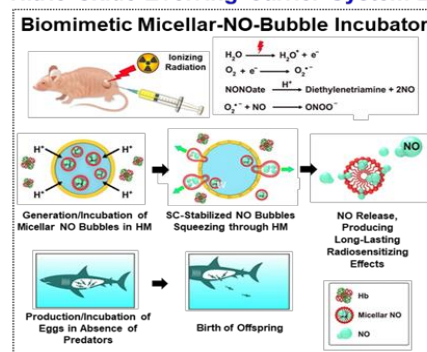 Biomimetic Micellar-NO-Bubble Incubator
Ionizing
Radiation
H₂O → H₂O⁺ + e⁻
O₂ + e⁻ → O₂•⁻
NONOate H⁺→ Diethylenetriamine + 2NO
O₂•⁻ + NO → ONOO⁻
H⁺ H⁺
H⁺ H⁺
NO
Generation/Incubation of
Micellar NO Bubbles in HM
SC-Stabilized NO Bubbles
Squeezing through HM
NO Release,
Producing
Long-Lasting
Radiosensitizing
Effects
Production/Incubation of
Eggs in Absence of
Predators
Birth of Offspring
Hb
Micellar NO
NO